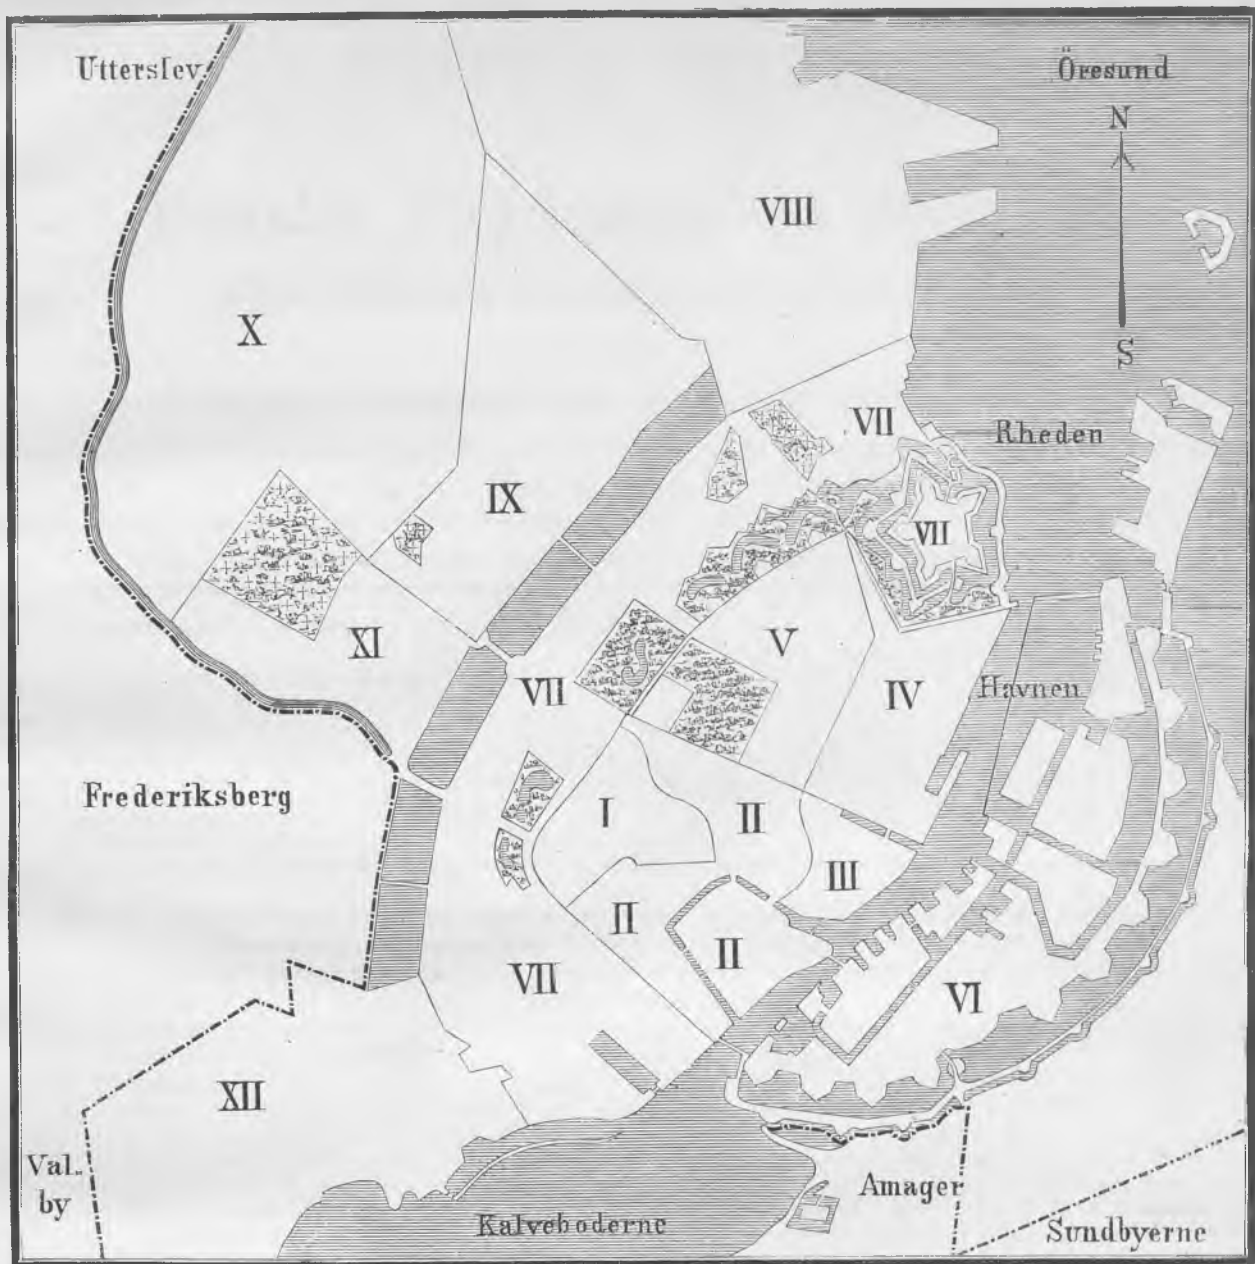 Utterslev
Öresund
N
VIII
X
S
VII
Rheden
IX
VII
XI
V
VII
IV
Havnen
Frederiksberg
I
II
III
II
II
VII
VI
XII
Val-
by
Amager
Kalveboderne
Sundbyerne